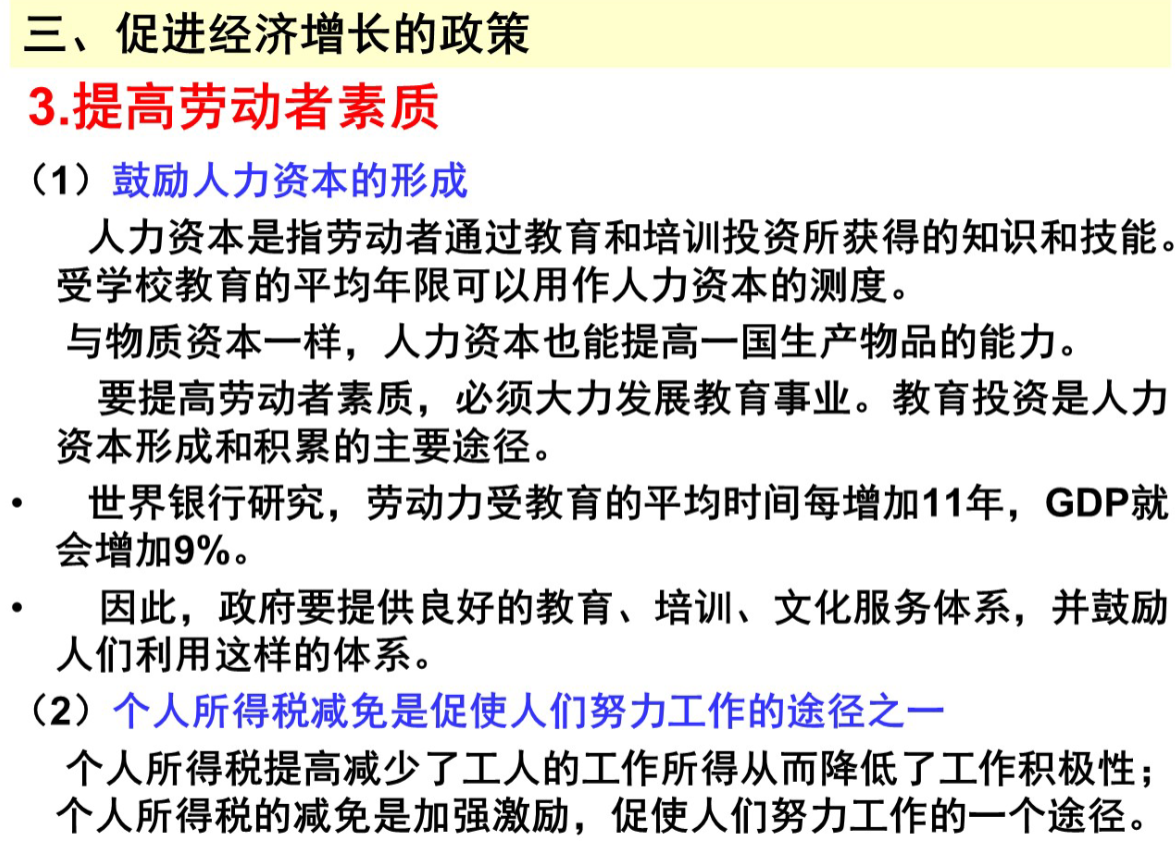 三、促进经济增长的政策
3.提高劳动者素质
（1）鼓励人力资本的形成
人力资本是指劳动者通过教育和培训投资所获得的知识和技能。
受学校教育的平均年限可以用作人力资本的测度。
与物质资本一样，人力资本也能提高一国生产物品的能力。
要提高劳动者素质，必须大力发展教育事业。教育投资是人力
资本形成和积累的主要途径。
• 世界银行研究，劳动力受教育的平均时间每增加11年，GDP就
会增加9%。
• 因此，政府要提供良好的教育、培训、文化服务体系，并鼓励
人们利用这样的体系。
（2）个人所得税减免是促使人们努力工作的途径之一
个人所得税提高减少了工人的工作所得从而降低了工作积极性；
个人所得税的减免是加强激励，促使人们努力工作的一个途径。